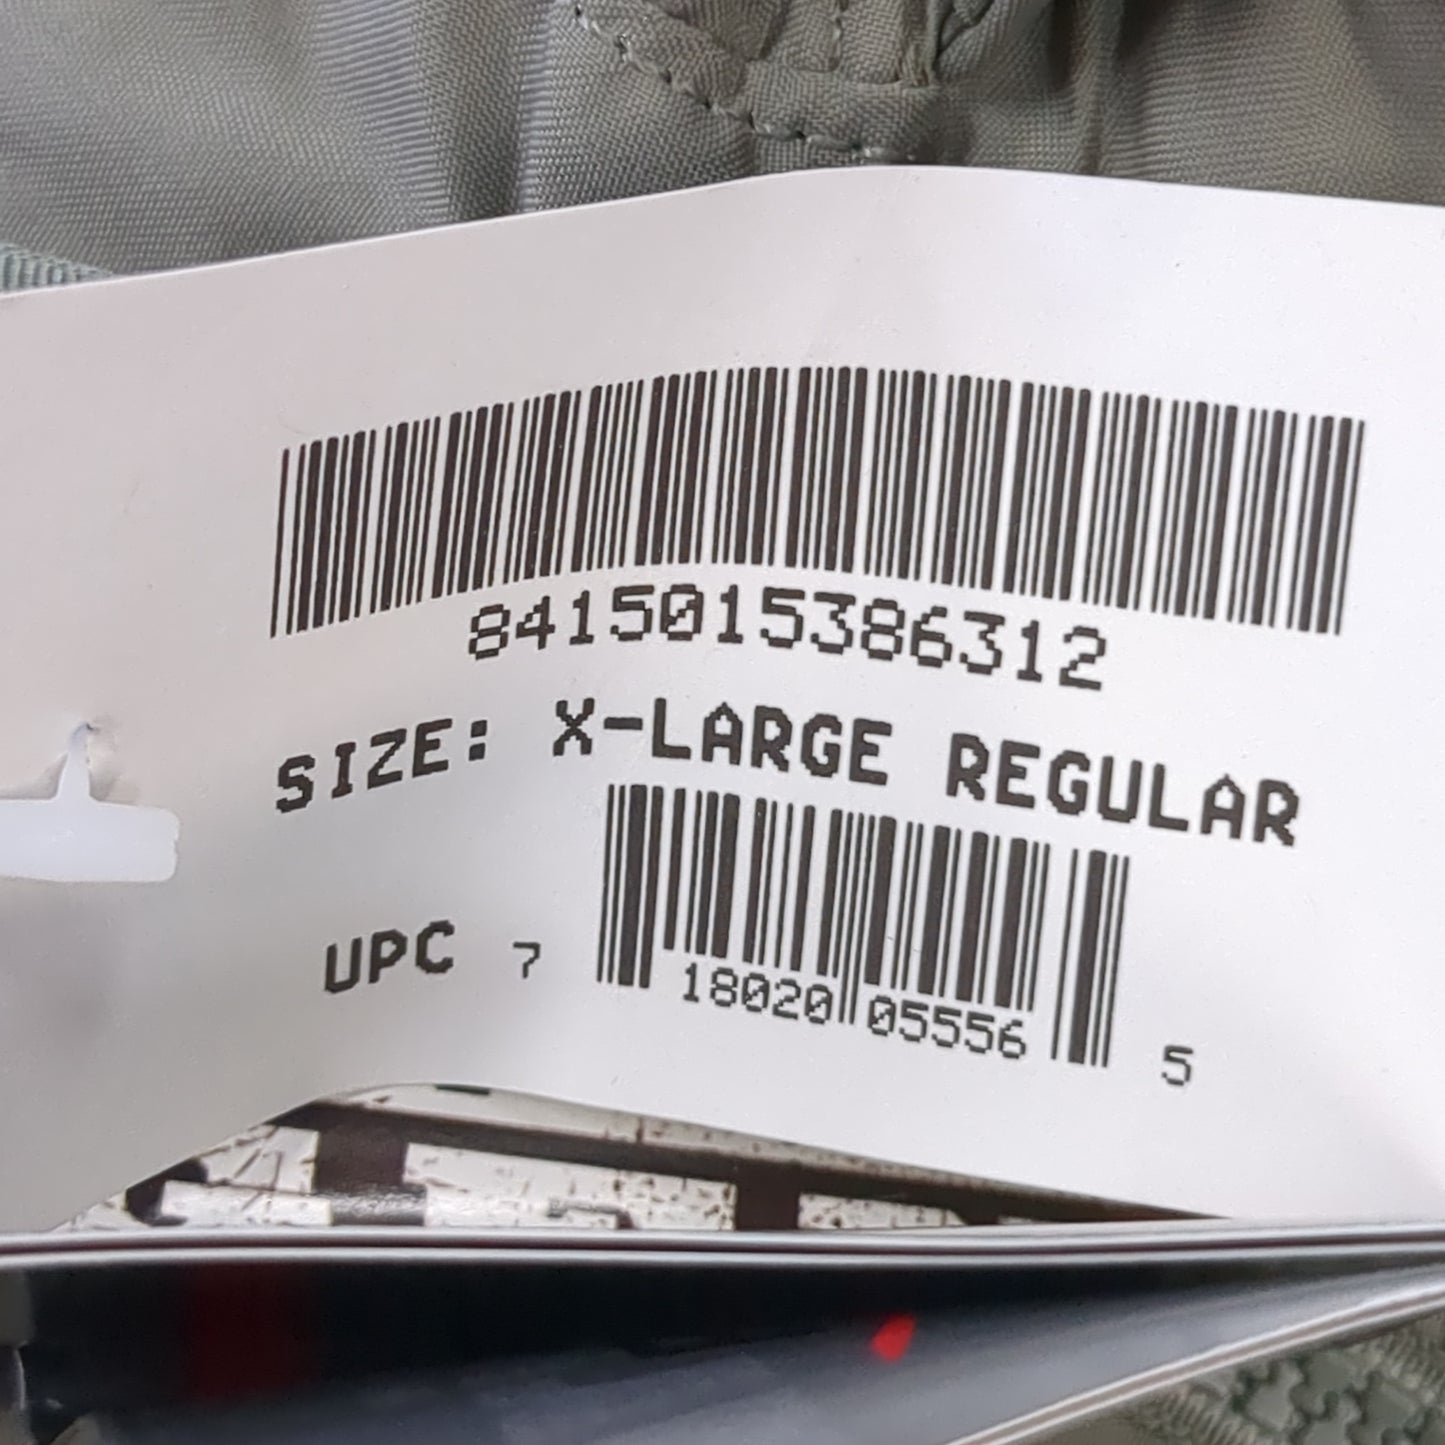 8415015386312
SIZE: X-LARGE REGULAR
UPC 7 18020 05556 5